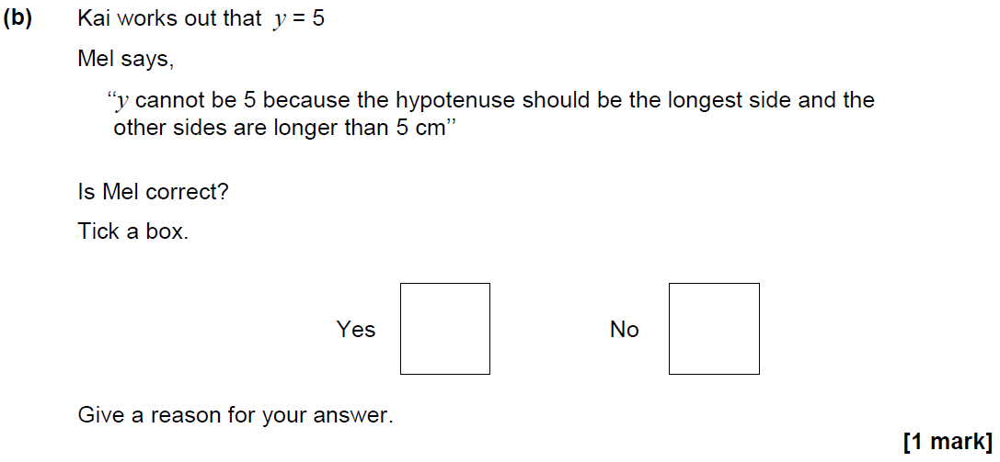 (b) Kai works out that y = 5
Mel says,
“y cannot be 5 because the hypotenuse should be the longest side and the
other sides are longer than 5 cm”
Is Mel correct?
Tick a box.
Yes No
Give a reason for your answer.
[1 mark]